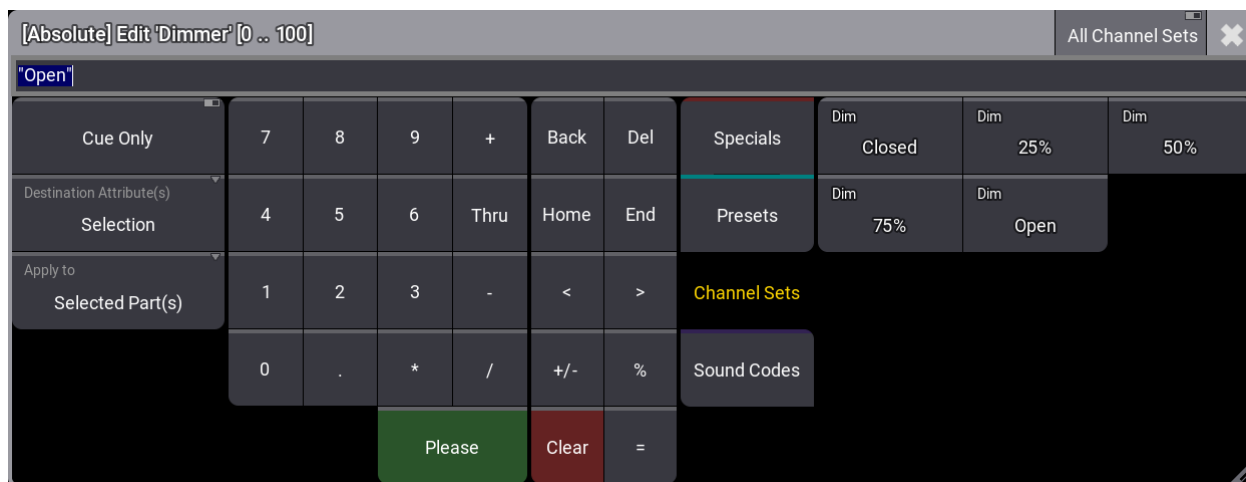 [Absolute] Edit 'Dimmer' [0 .. 100]
All Channel Sets
"Open"
Cue Only
7 8 9 +
Back Del
Specials
Dim
Closed
Dim
25%
Dim
50%
Destination Attribute(s)
Selection
4 5 6 Thru
Home End
Presets
Dim
75%
Dim
Open
Apply to
Selected Part(s)
1 2 3 -
< >
Channel Sets
0 . * /
+/- %
Sound Codes
Please
Clear =